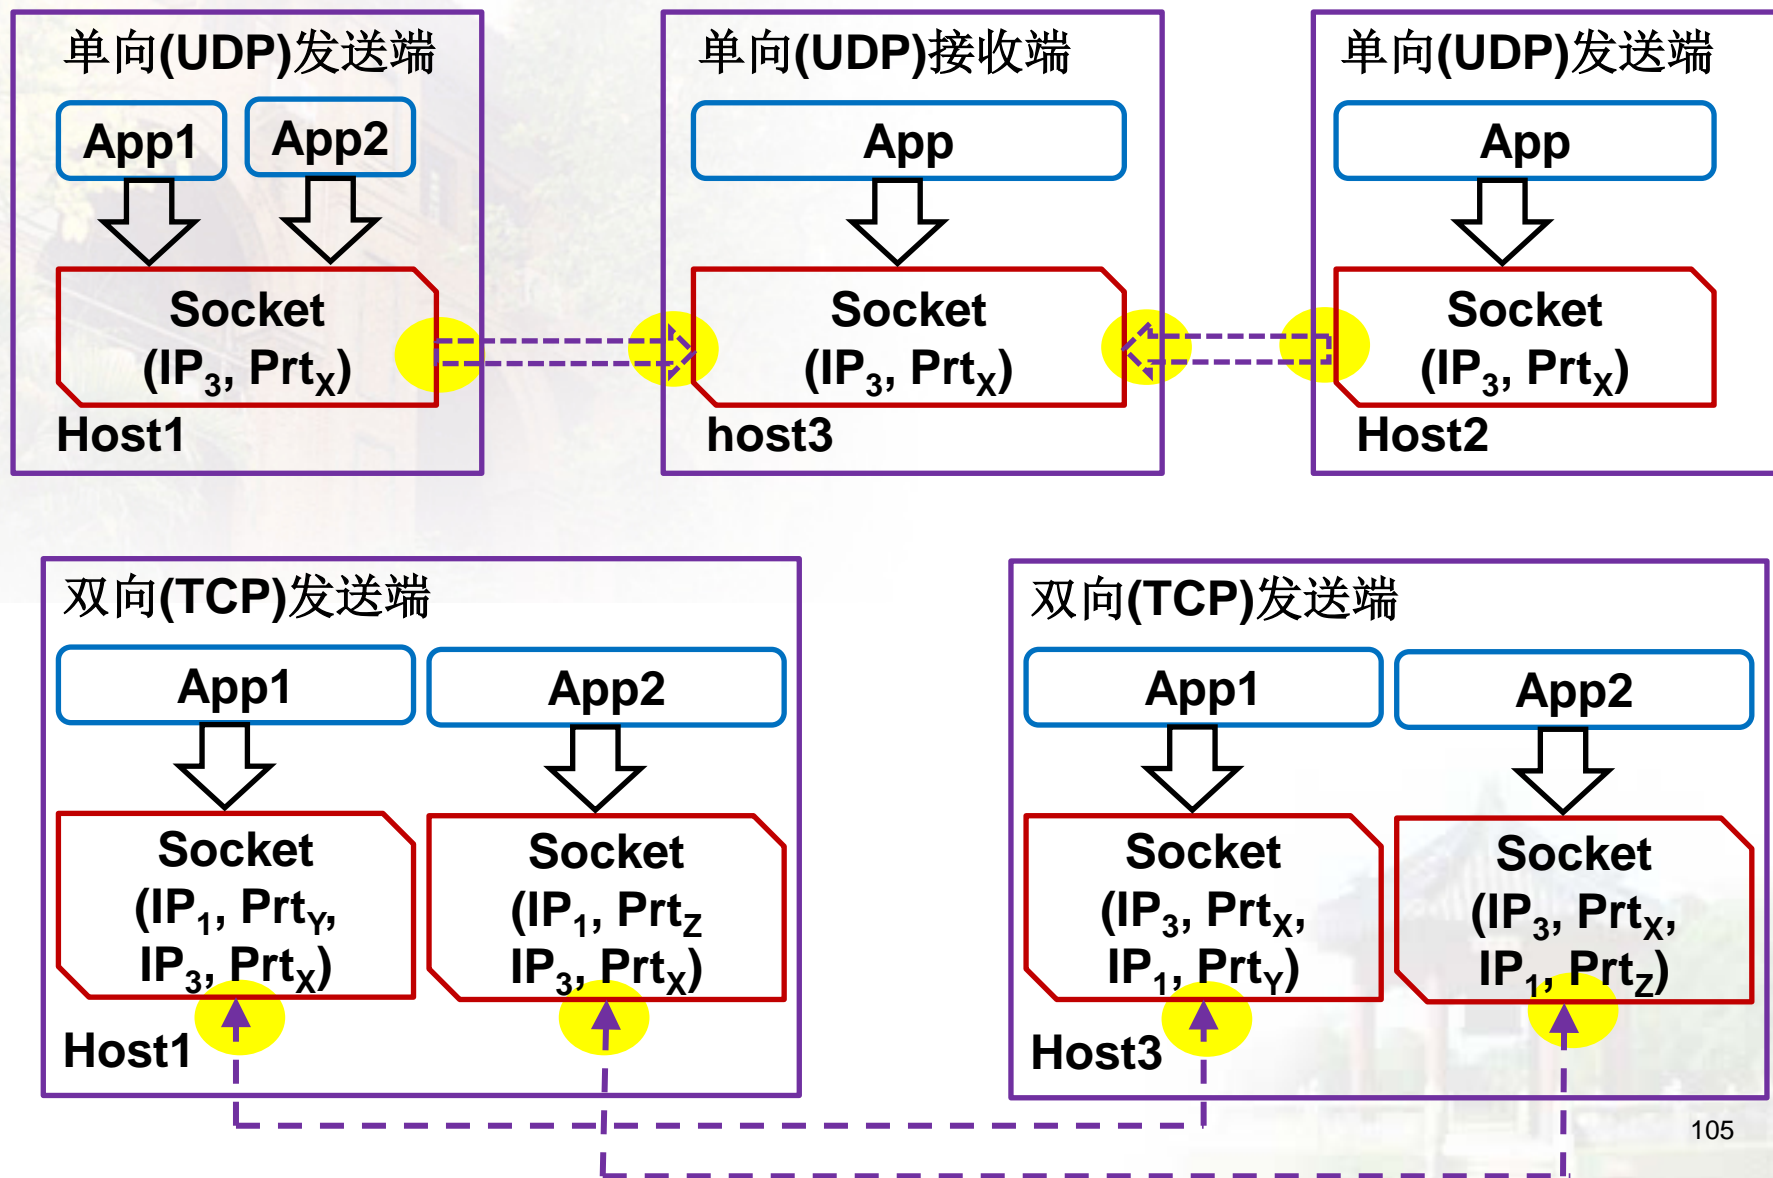 单向(UDP)发送端
App1
App2
Socket
(IP3, PrtX)
Host1
单向(UDP)接收端
App
Socket
(IP3, PrtX)
host3
单向(UDP)发送端
App
Socket
(IP3, PrtX)
Host2
双向(TCP)发送端
App1
App2
Socket
(IP1, PrtY,
IP3, PrtX)
Socket
(IP1, PrtZ
IP3, PrtX)
Host1
双向(TCP)发送端
App1
App2
Socket
(IP3, PrtX,
IP1, PrtY)
Socket
(IP3, PrtX,
IP1, PrtZ)
Host3
105